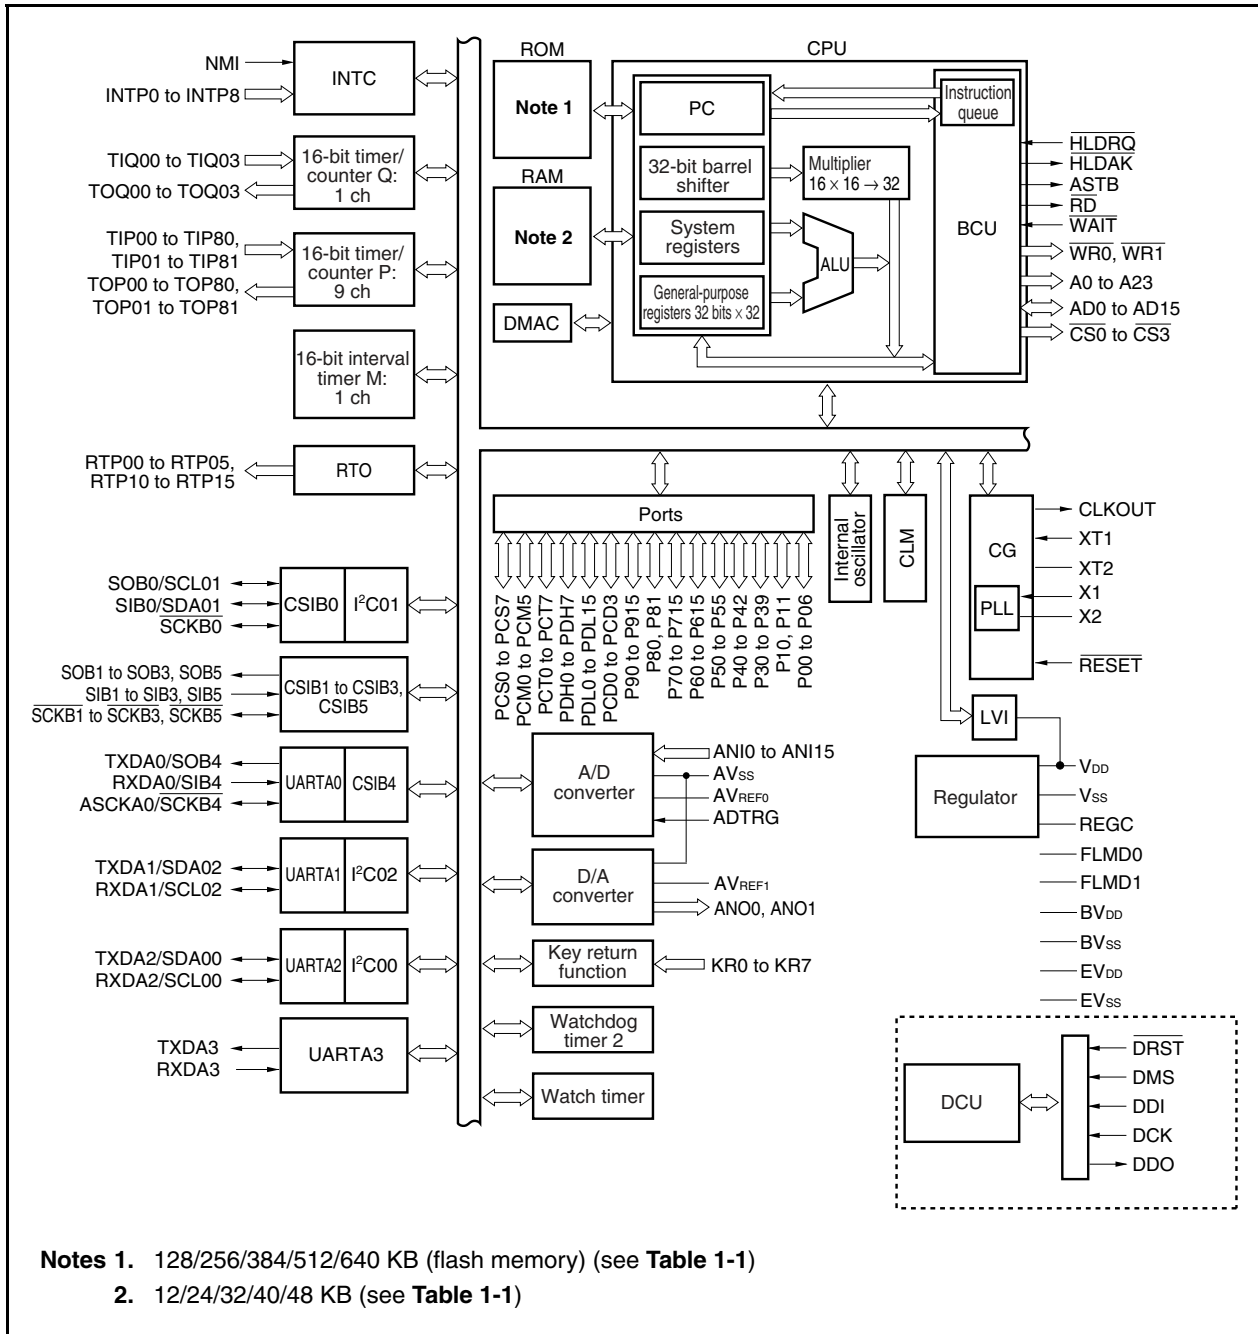 NMI
INTP0 to INTP8
INTC
TIQ00 to TIQ03
TOQ00 to TOQ03
16-bit timer/
counter Q:
1 ch
TIP00 to TIP80,
TIP01 to TIP81
TOP00 to TOP80,
TOP01 to TOP81
16-bit timer/
counter P:
9 ch
16-bit interval
timer M:
1 ch
RTP00 to RTP05,
RTP10 to RTP15
RTO
SOB0/SCL01
SIB0/SDA01
SCKB0
CSIB0
I²C01
SOB1 to SOB3, SOB5
SIB1 to SIB3, SIB5
SCKB1 to SCKB3, SCKB5
CSIB1 to CSIB3,
CSIB5
TXDA0/SOB4
RXDA0/SIB4
ASCKA0/SCKB4
UARTA0
CSIB4
TXDA1/SDA02
RXDA1/SCL02
UARTA1
I²C02
TXDA2/SDA00
RXDA2/SCL00
UARTA2
I²C00
TXDA3
RXDA3
UARTA3
ROM
Note 1
RAM
Note 2
DMAC
CPU
PC
32-bit barrel
shifter
System
registers
General-purpose
registers 32 bits × 32
Multiplier
16 × 16 → 32
ALU
Instruction
queue
BCU
HLDRQ
HLDAK
ASTB
RD
WAIT
WR0, WR1
A0 to A23
AD0 to AD15
CS0 to CS3
Ports
PCS0 to PCS7
PCM0 to PCM5
PCT0 to PCT7
PDH0 to PDH7
PDL0 to PDL15
PCD0 to PCD3
P90 to P915
P80, P81
P70 to P715
P60 to P615
P50 to P55
P40 to P42
P30 to P39
P10, P11
P00 to P06
Internal
oscillator
CLM
CG
PLL
CLKOUT
XT1
XT2
X1
X2
RESET
LVI
Regulator
VDD
VSS
REGC
FLMD0
FLMD1
BVDD
BVSS
EVDD
EVSS
A/D
converter
ANI0 to ANI15
AVSS
AVREF0
ADTRG
D/A
converter
AVREF1
ANO0, ANO1
Key return
function
KR0 to KR7
Watchdog
timer 2
Watch timer
DCU
DRST
DMS
DDI
DCK
DDO
Notes 1. 128/256/384/512/640 KB (flash memory) (see Table 1-1)
2. 12/24/32/40/48 KB (see Table 1-1)